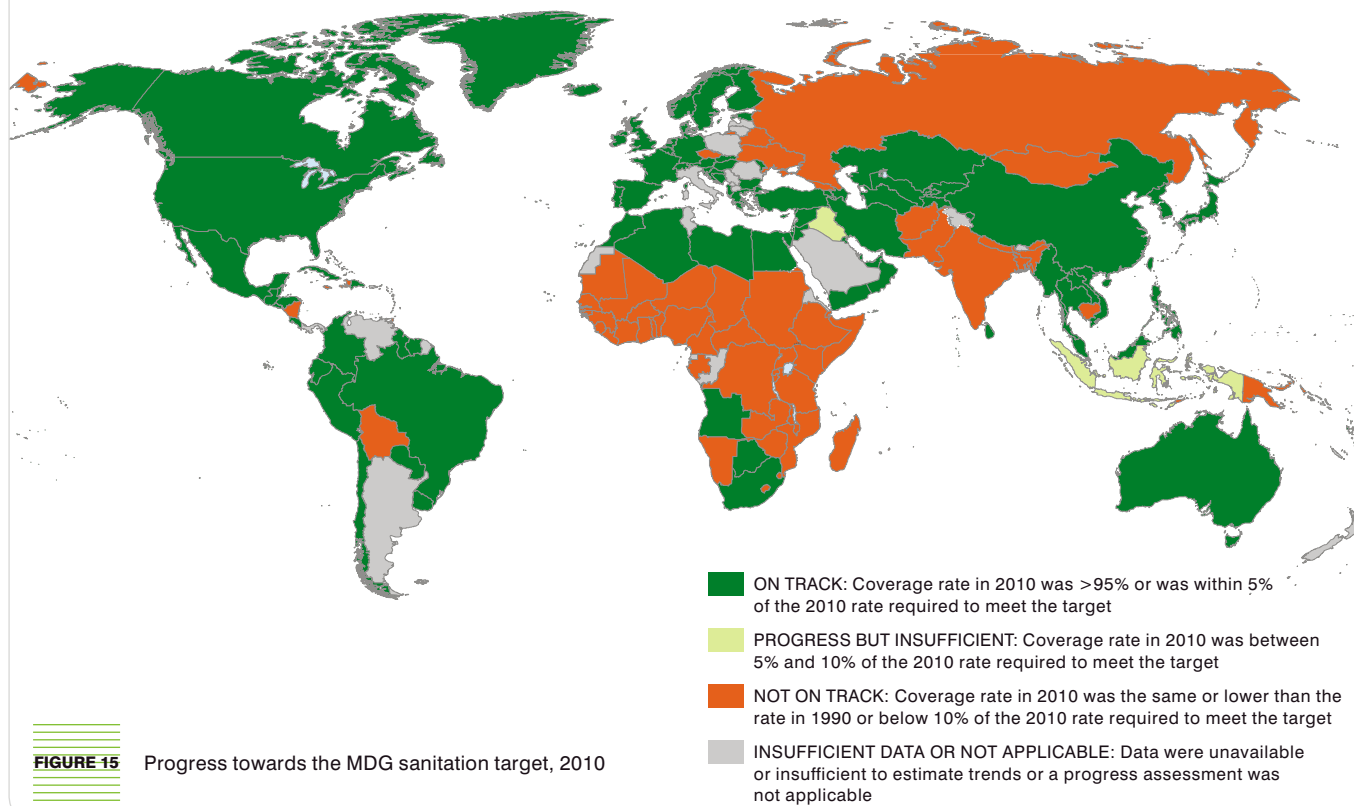 ON TRACK: Coverage rate in 2010 was >95% or was within 5%
of the 2010 rate required to meet the target
PROGRESS BUT INSUFFICIENT: Coverage rate in 2010 was between
5% and 10% of the 2010 rate required to meet the target
NOT ON TRACK: Coverage rate in 2010 was the same or lower than the
rate in 1990 or below 10% of the 2010 rate required to meet the target
INSUFFICIENT DATA OR NOT APPLICABLE: Data were unavailable
or insufficient to estimate trends or a progress assessment was
not applicable
FIGURE 15 Progress towards the MDG sanitation target, 2010